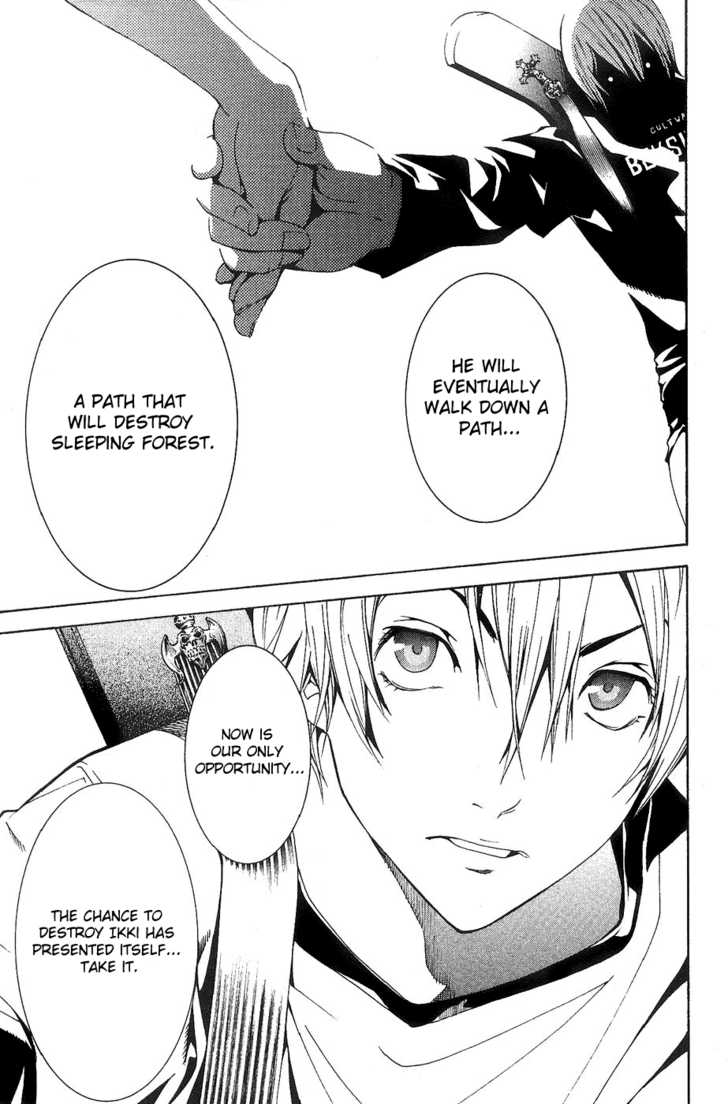 CULTU
HE WILL
EVENTUALLY
WALK DOWN A
PATH...
A PATH THAT
WILL DESTROY
SLEEPING FOREST.
NOW IS
OUR ONLY
OPPORTUNITY...
THE CHANCE TO
DESTROY IKKI HAS
PRESENTED ITSELF...
TAKE IT.